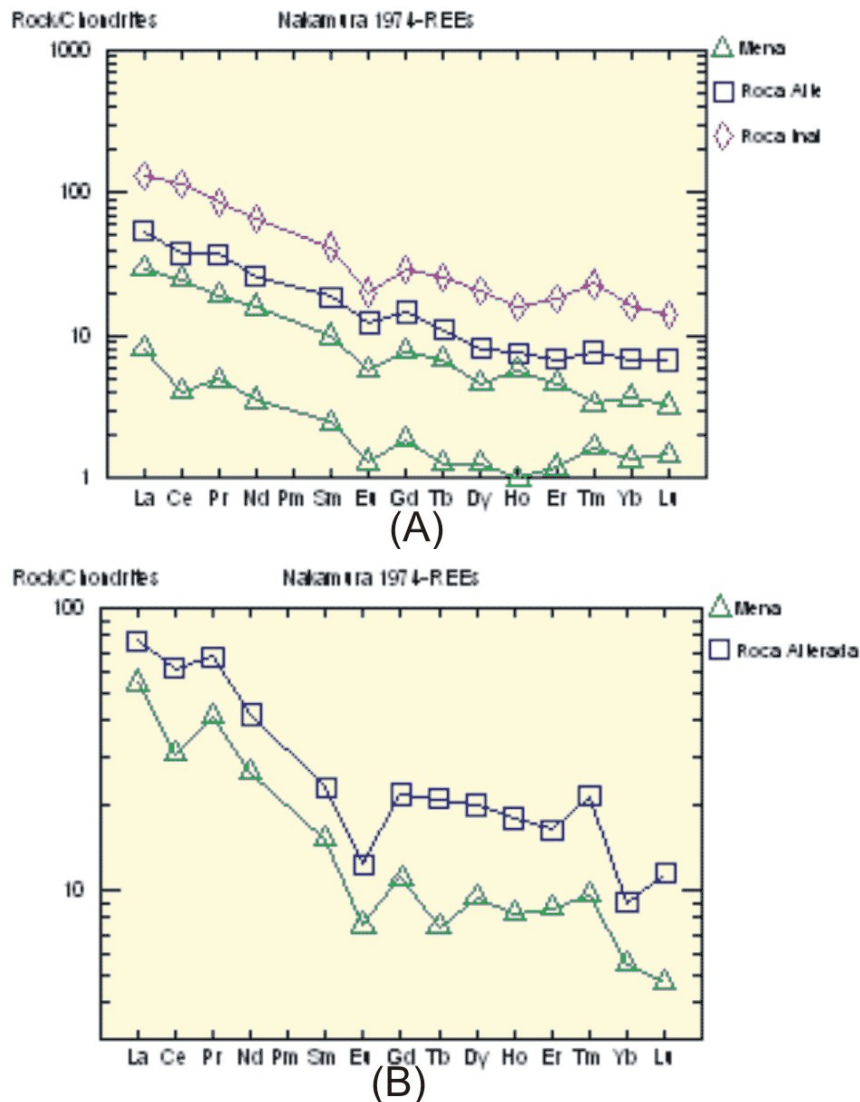 Rock/Chondrites Nakamura 1974-REEs
Mena
Roca Alte
Roca Inal
1000
100
10
1
La Ce Pr Nd Pm Sm Eu Gd Tb Dy Ho Er Tm Yb Lu
(A)
Rock/Chondrites Nakamura 1974-REEs
Mena
Roca Alterada
100
10
La Ce Pr Nd Pm Sm Eu Gd Tb Dy Ho Er Tm Yb Lu
(B)